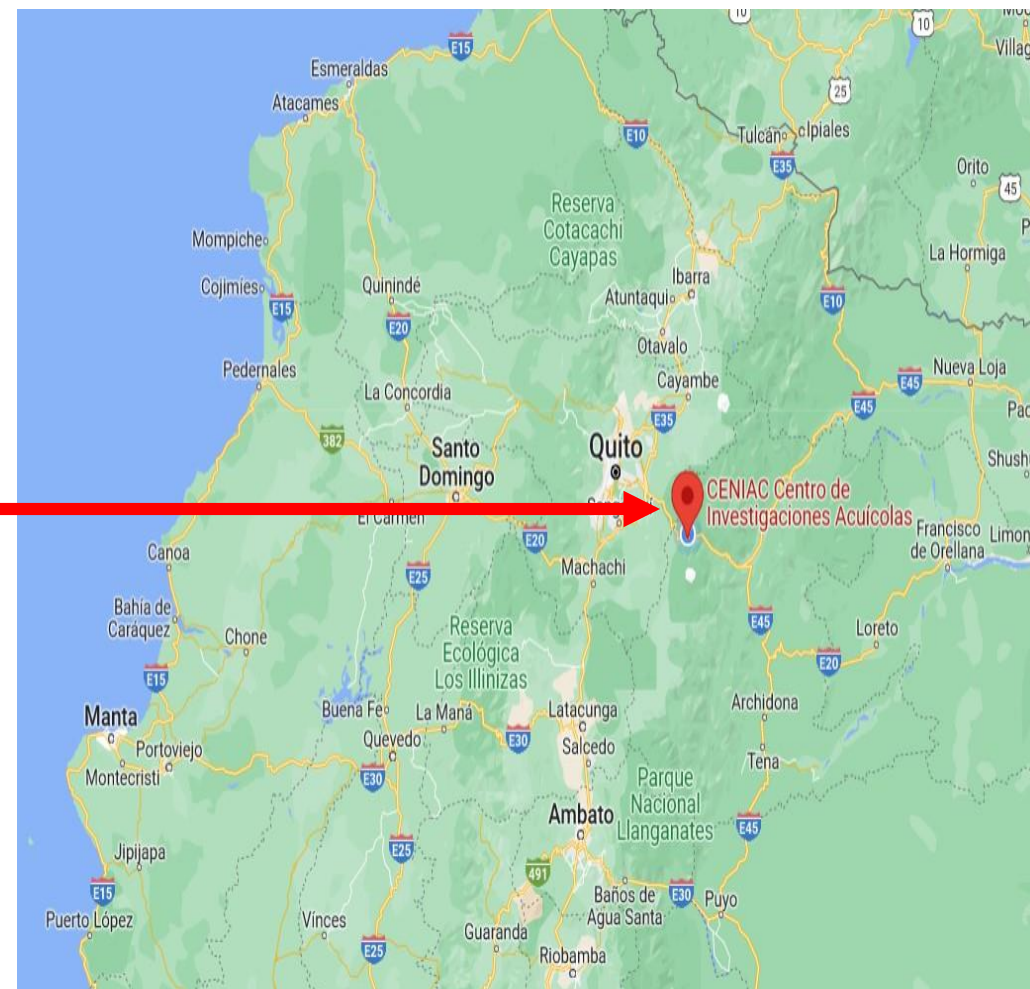 10
Moc
10
E15
Villag
Esmeraldas
25
Atacames
E10
Tulcán
Ipiales
E35
Orito
45
Reserva
Cotacachi
Cayapas
Mompiche
La Hormiga
Ibarra
Cojimies
Quinindé
Atuntaqui
E15
E10
E20
Otavalo
Pedernales
Cayambe
Nueva Loja
E45
La Concordia
E45
Pac
E35
382
Santo
Domingo
Quito
Shushu
CENIAC Centro de
Investigaciones Acuícolas
El Carmen
Francisco
de Orellana
Limon
E20
Canoa
Machachi
E25
Bahía de
Caráquez
Chone
E45
Loreto
Reserva
Ecológica
Los Illinizas
E20
E15
Archidona
Buena Fe
La Maná
Latacunga
Manta
E30
Quevedo
Salcedo
Portoviejo
Tena
Montecristi
E30
Parque
Nacional
Llanganates
Ambato
E45
Jipijapa
E25
491
E15
Baños de
Agua Santa
E30
Puyo
Puerto López
Vinces
Guaranda
E25
Riobamba